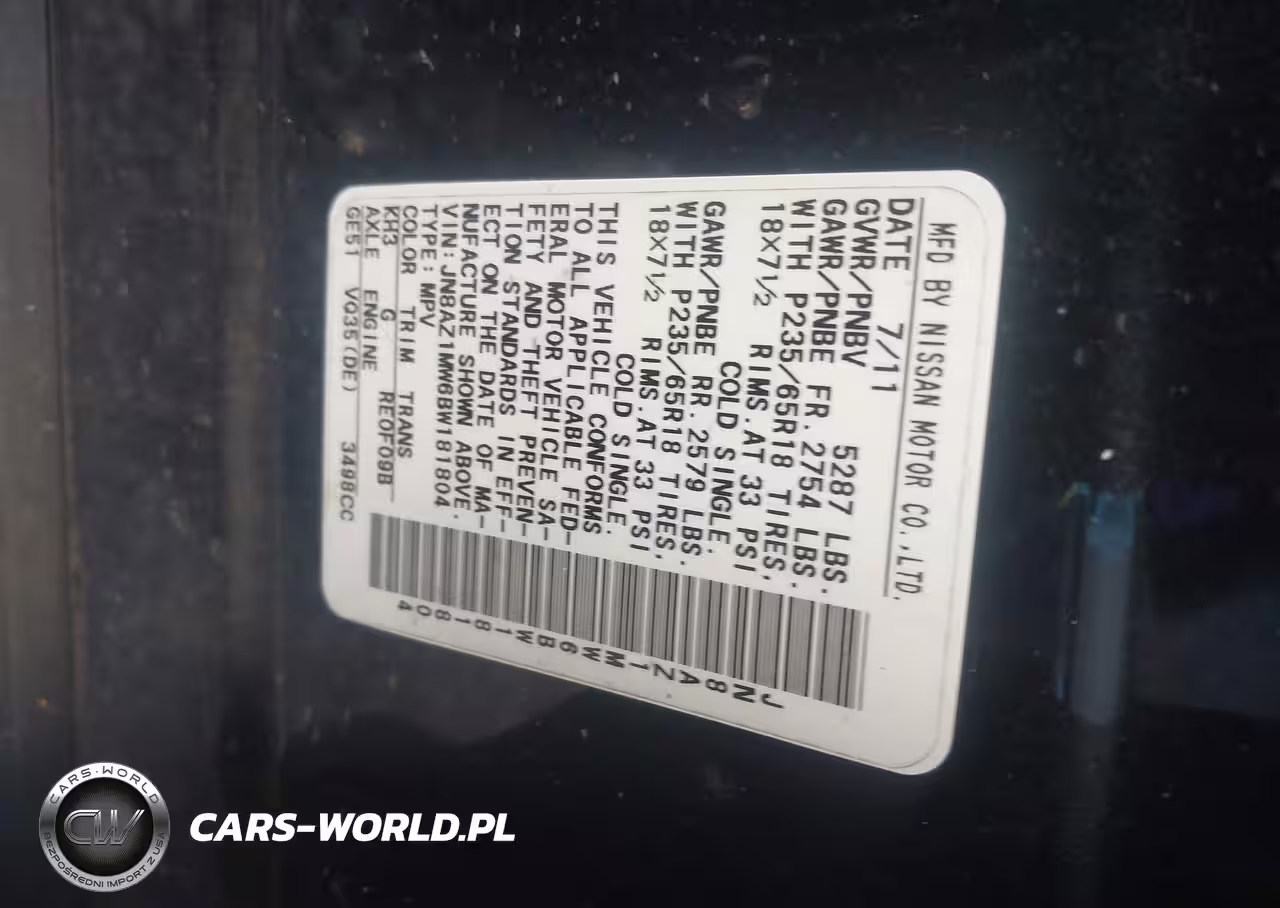 MFD BY NISSAN MOTOR CO.,LTD.
DATE 7/11
GVWR/PNBV 5287 LBS.
GAWR/PNBE FR.2754 LBS.
WITH P235/65R18 TIRES,
18×7½ RIMS.AT 33 PSI
COLD SINGLE.
GAWR/PNBE RR.2579 LBS.
WITH P235/65R18 TIRES,
18×7½ RIMS.AT 33 PSI
COLD SINGLE.
THIS VEHICLE CONFORMS
TO ALL APPLICABLE FED-
ERAL MOTOR VEHICLE SA-
FETY AND THEFT PREVEN-
TION STANDARDS IN EFF-
ECT ON THE DATE OF MA-
NUFACTURE SHOWN ABOVE.
VIN:JN8AZ1MW6BW181804
TYPE:MPV
COLOR TRIM TRANS
KH3 G RE0F09B
AXLE ENGINE
GE51 VQ35(DE) 3498CC
JN8AZ1MW6BW181804
CARS-WORLD
CW
BEZPOŚREDNI IMPORT Z USA
CARS-WORLD.PL